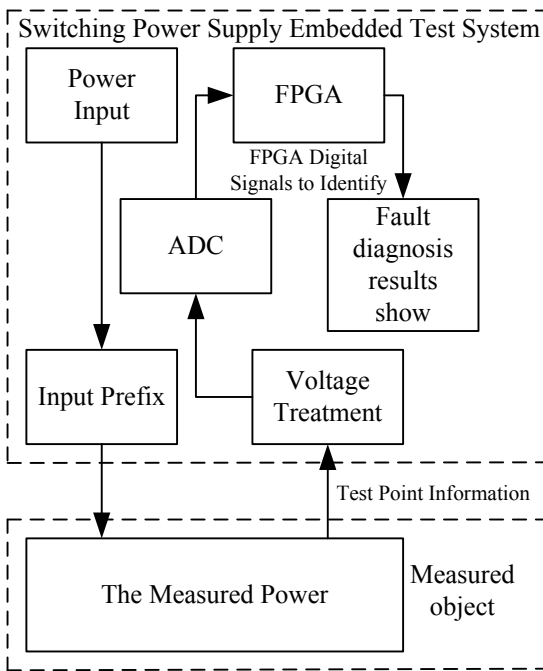 Switching Power Supply Embedded Test System
Power
Input
FPGA
FPGA Digital
Signals to Identify
ADC
Fault
diagnosis
results
show
Input Prefix
Voltage
Treatment
Test Point Information
The Measured Power
Measured
object